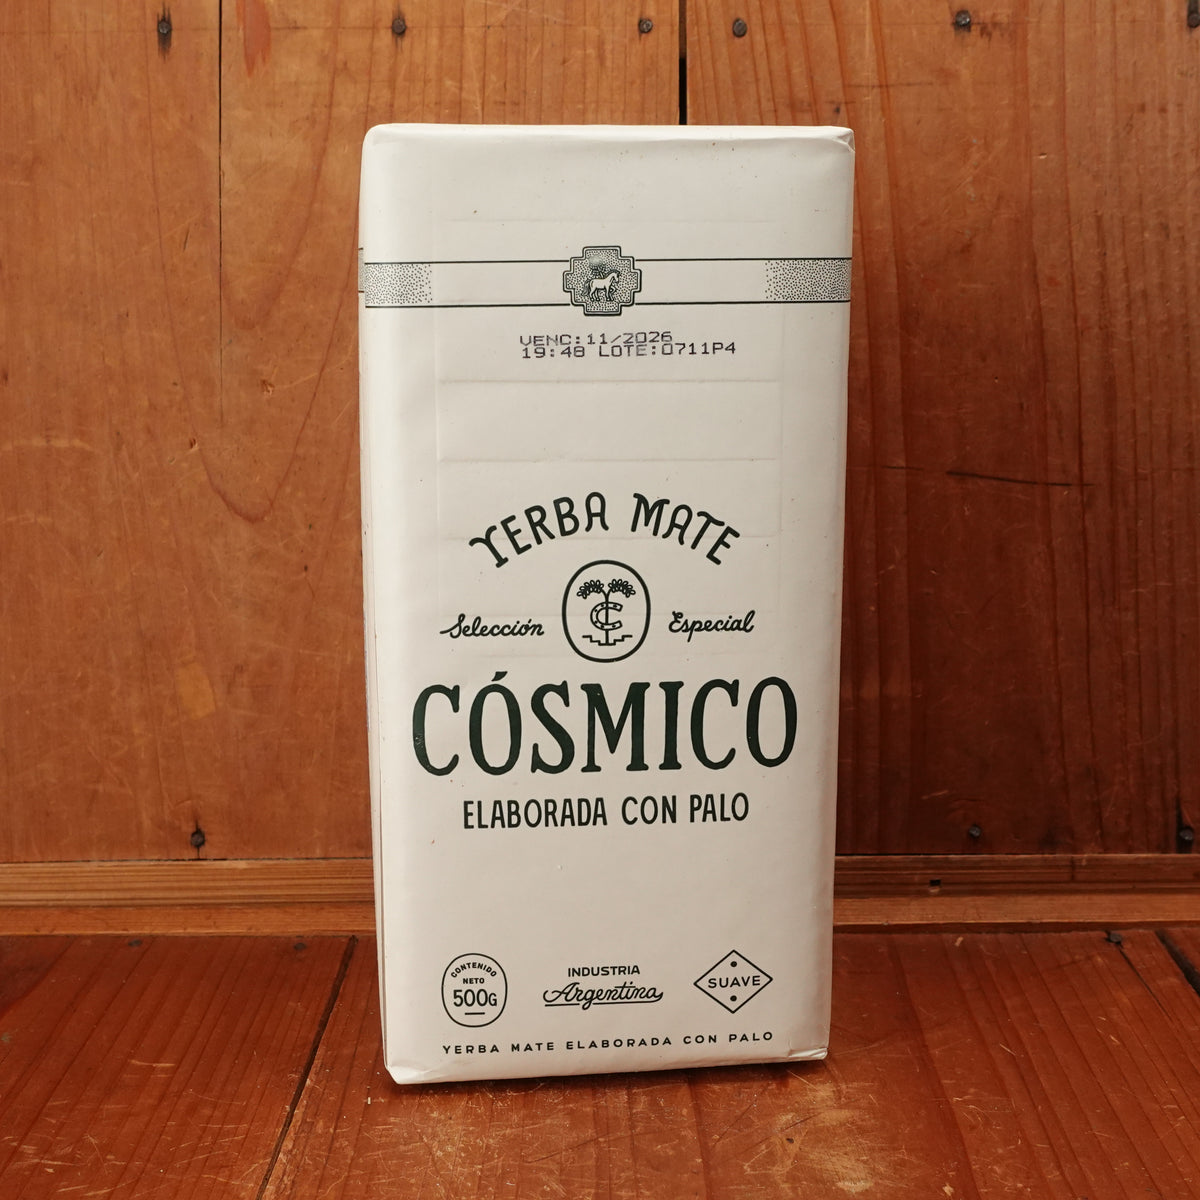 VENC:11/2026
19:48 LOTE:0711P4
YERBA MATE
Selección Especial
CÓSMICO
ELABORADA CON PALO
CONTENIDO
NETO
500G
INDUSTRIA
Argentina
SUAVE
YERBA MATE ELABORADA CON PALO